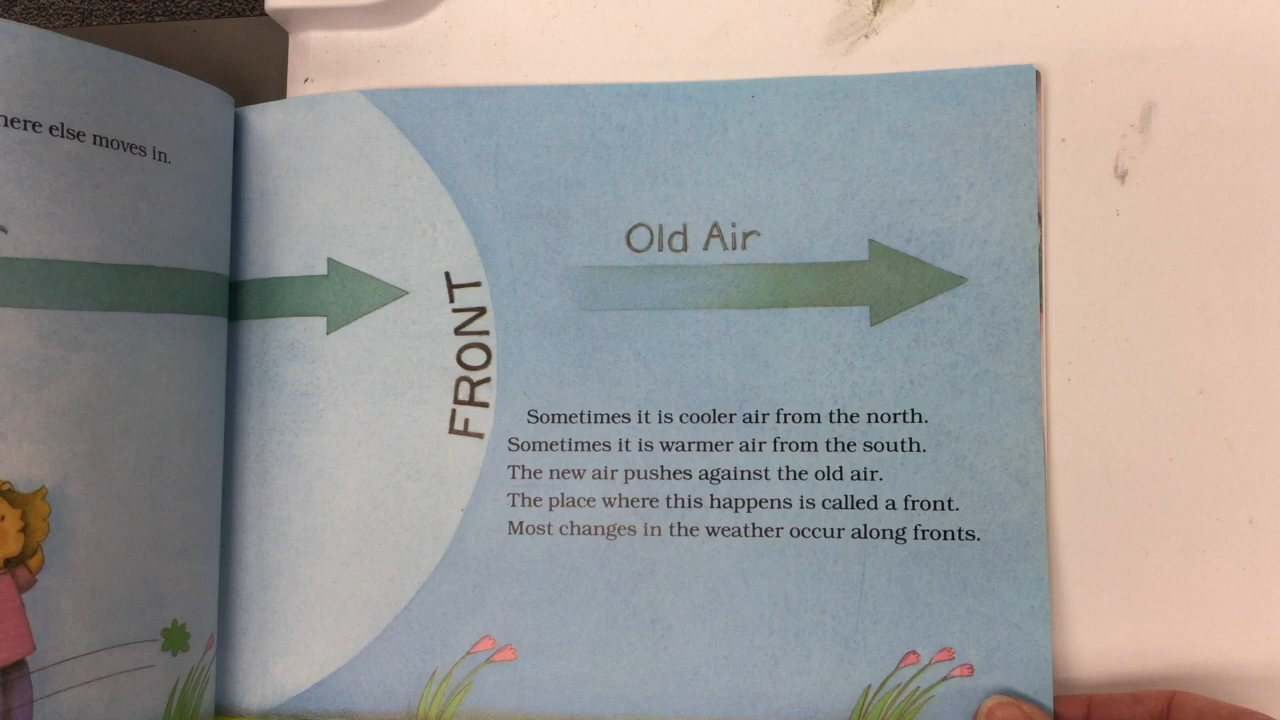 else moves in.
Old Air
FRONT
Sometimes it is cooler air from the north.
Sometimes it is warmer air from the south.
The new air pushes against the old air.
The place where this happens is called a front.
Most changes in the weather occur along fronts.